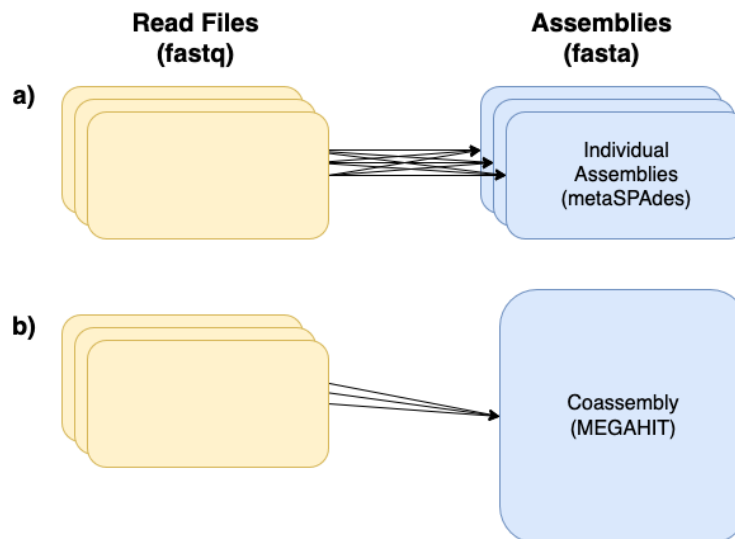 Read Files
(fastq)
Assemblies
(fasta)
a)
Individual
Assemblies
(metaSPAdes)
b)
Coassembly
(MEGAHIT)